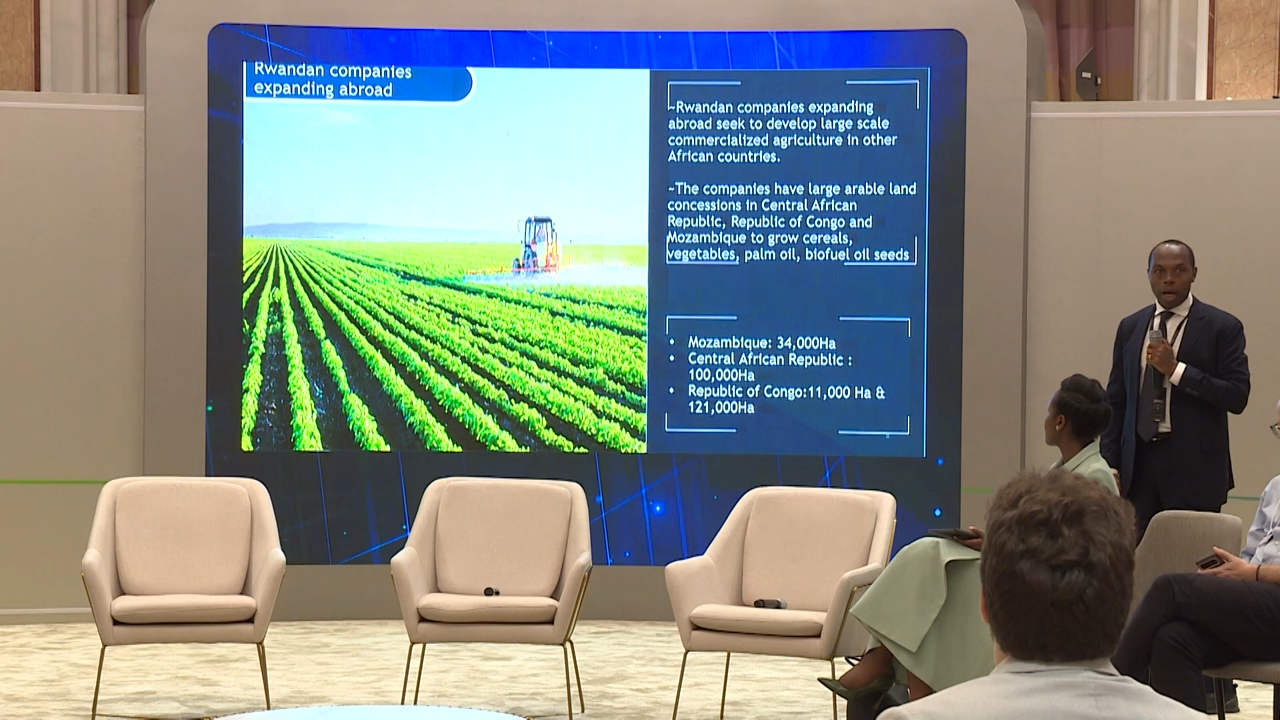 Rwandan companies
expanding abroad
~Rwandan companies expanding
abroad seek to develop large scale
commercialized agriculture in other
African countries.
~The companies have large arable land
concessions in Central African
Republic, Republic of Congo and
Mozambique to grow cereals,
vegetables, palm oil, biofuel oil seeds
• Mozambique: 34,000Ha
• Central African Republic :
100,000Ha
• Republic of Congo:11,000 Ha &
121,000Ha